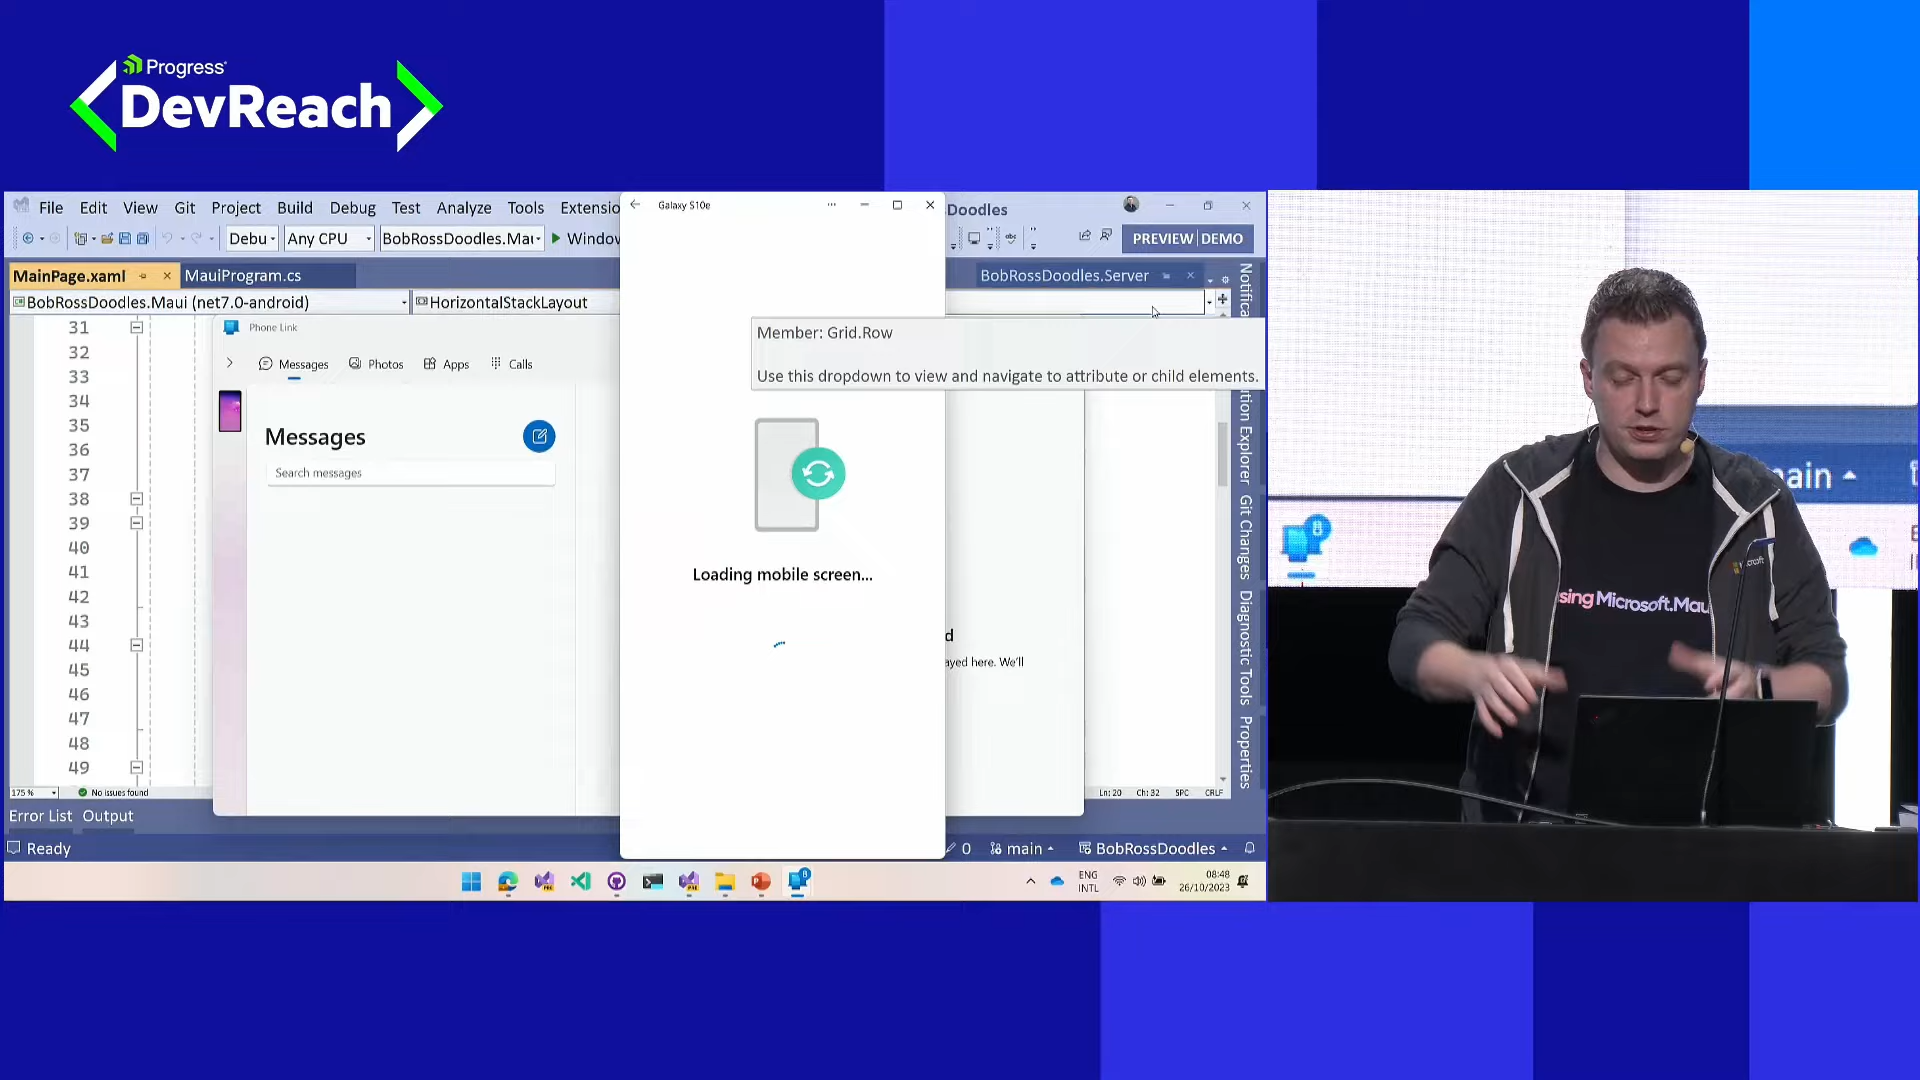 Progress
DevReach
File Edit View Git Project Build Debug Test Analyze Tools Extensio
Galaxy S10e
Doodles
Debu
Any CPU
BobRossDoodles.Mau
Window
PREVIEW DEMO
MainPage.xaml
MauiProgram.cs
BobRossDoodles.Server
BobRossDoodles.Maui (net7.0-android)
HorizontalStackLayout
Phone Link
Messages Photos Apps Calls
Messages
Search messages
Member: Grid.Row
Use this dropdown to view and navigate to attribute or child elements.
Loading mobile screen...
d
ayed here. We'll
31
32
33
34
35
36
37
38
39
40
41
42
43
44
45
46
47
48
49
Notifica
tion Explorer
Git Changes
Diagnostic Tools
Properties
175 %
No issues found
Ln: 20 Ch: 32 SPC CRLF
Error List Output
Ready
0
main
BobRossDoodles
8
ENG
INTL
08:48
26/10/2023
ain
8
sing Microsoft.Mau